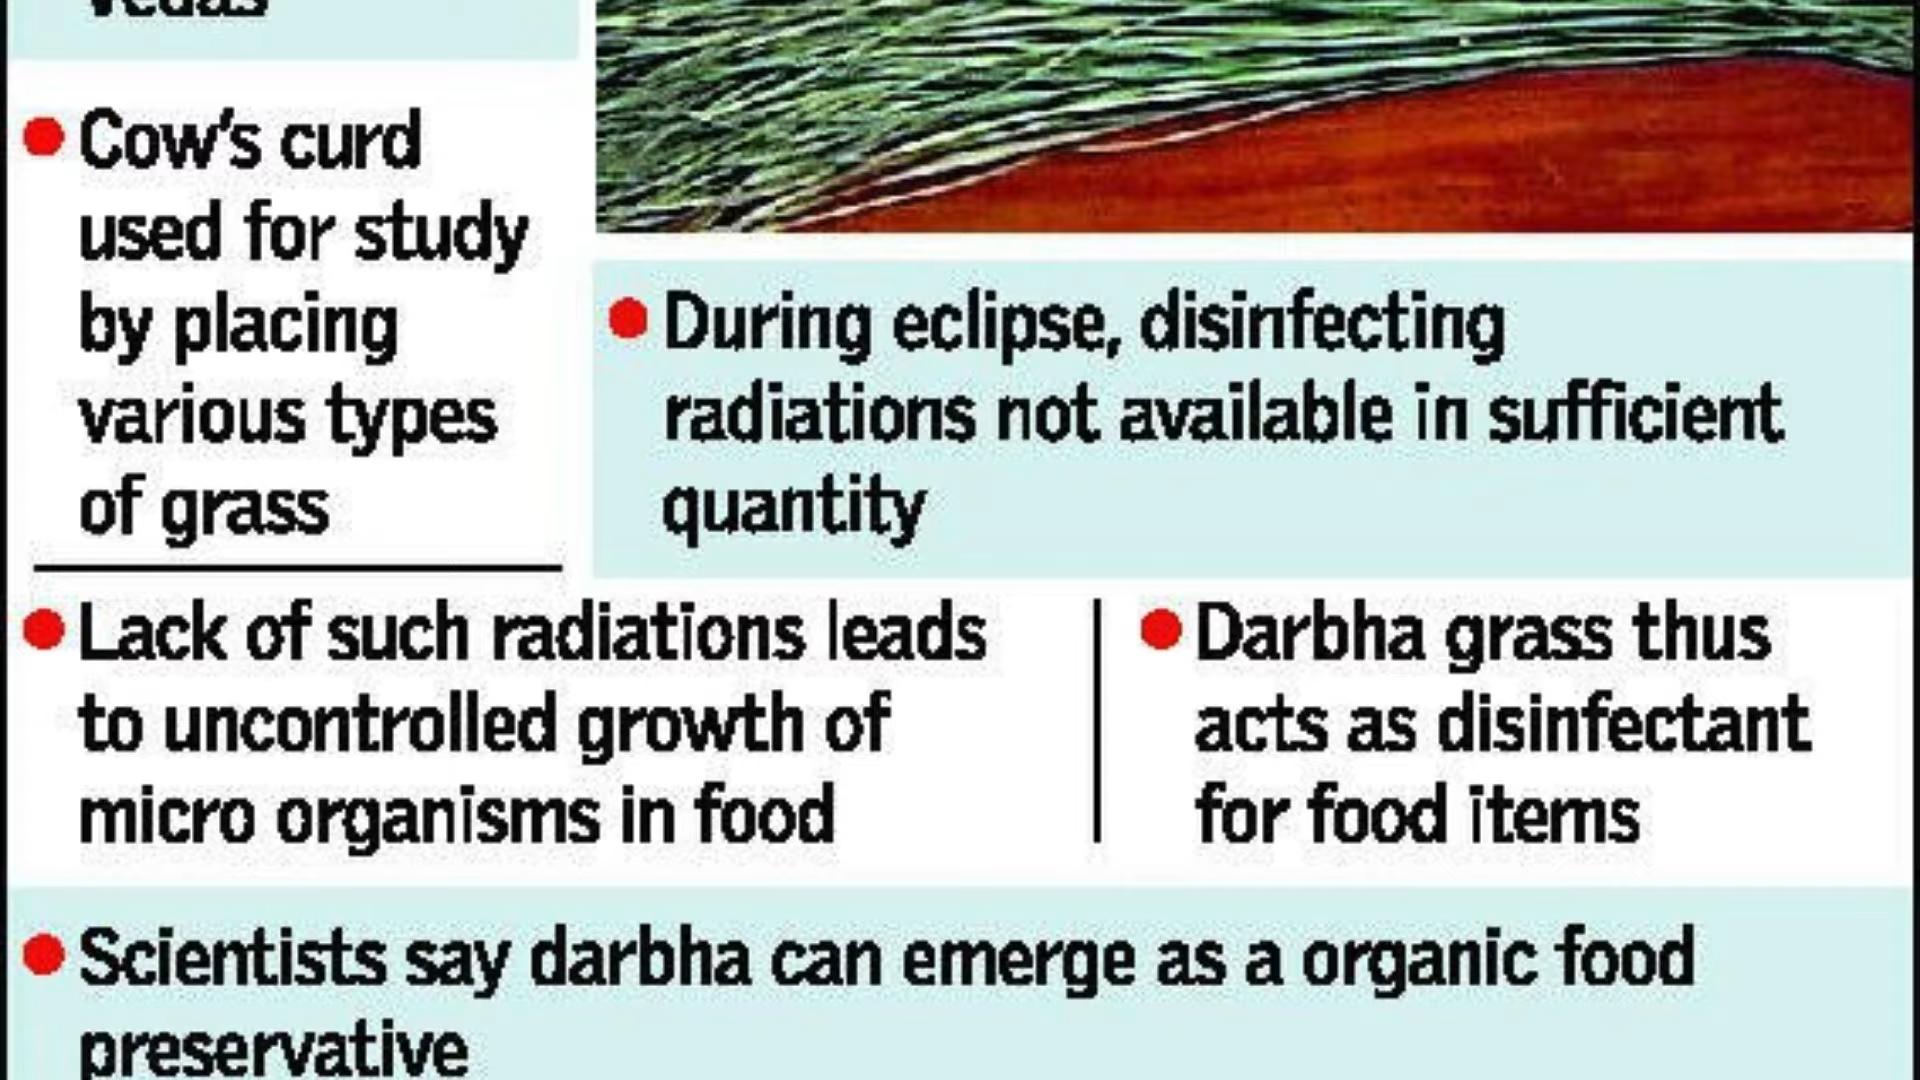 Vedas
Cow's curd
used for study
by placing
various types
of grass
During eclipse, disinfecting
radiations not available in sufficient
quantity
Lack of such radiations leads
to uncontrolled growth of
micro organisms in food
Darbha grass thus
acts as disinfectant
for food items
Scientists say darbha can emerge as a organic food
preservative